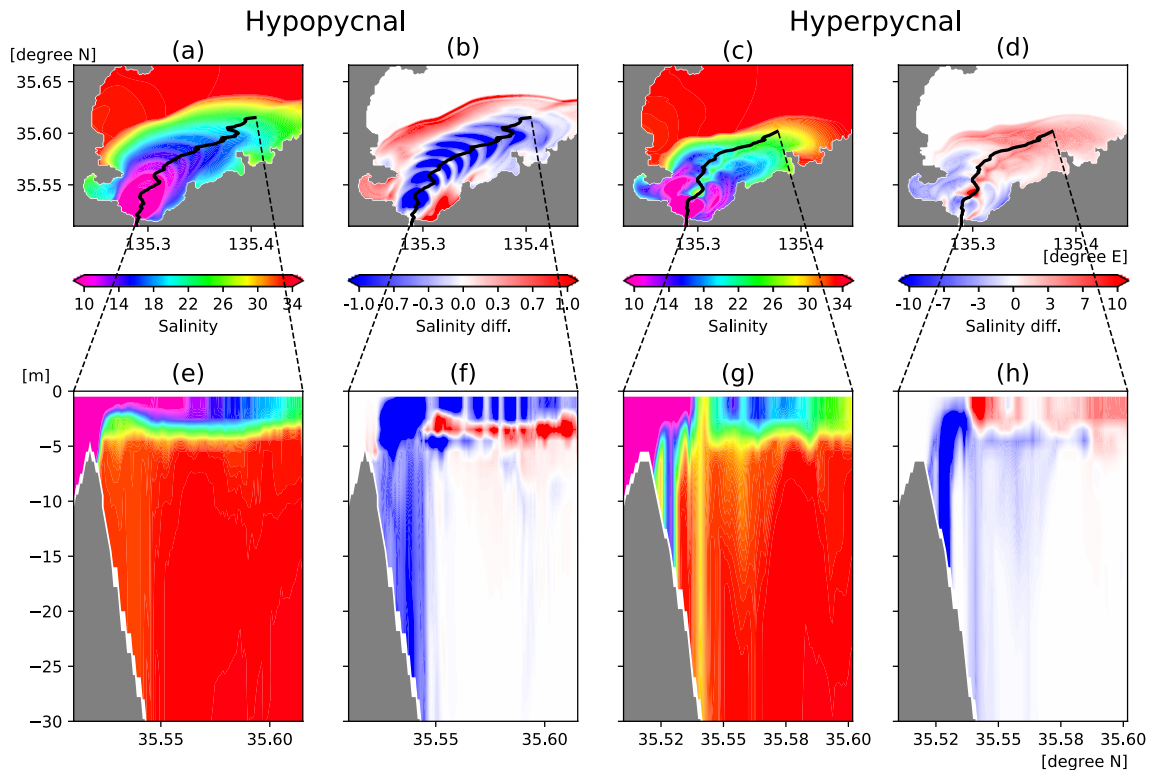 Hypopycnal Hyperpycnal
[degree N] (a) (b) (c) (d)
35.65
35.60
35.55
135.3 135.4 135.3 135.4 135.3 135.4 135.3 135.4
[degree E]
10 14 18 22 26 30 34 -1.0 -0.7 -0.3 0.0 0.3 0.7 1.0 10 14 18 22 26 30 34 -10 -7 -3 0 3 7 10
Salinity Salinity diff. Salinity Salinity diff.
[m] (e) (f) (g) (h)
0
−5
−10
−15
−20
−25
−30
35.55 35.60 35.55 35.60 35.52 35.55 35.58 35.60 35.52 35.55 35.58 35.60
[degree N]